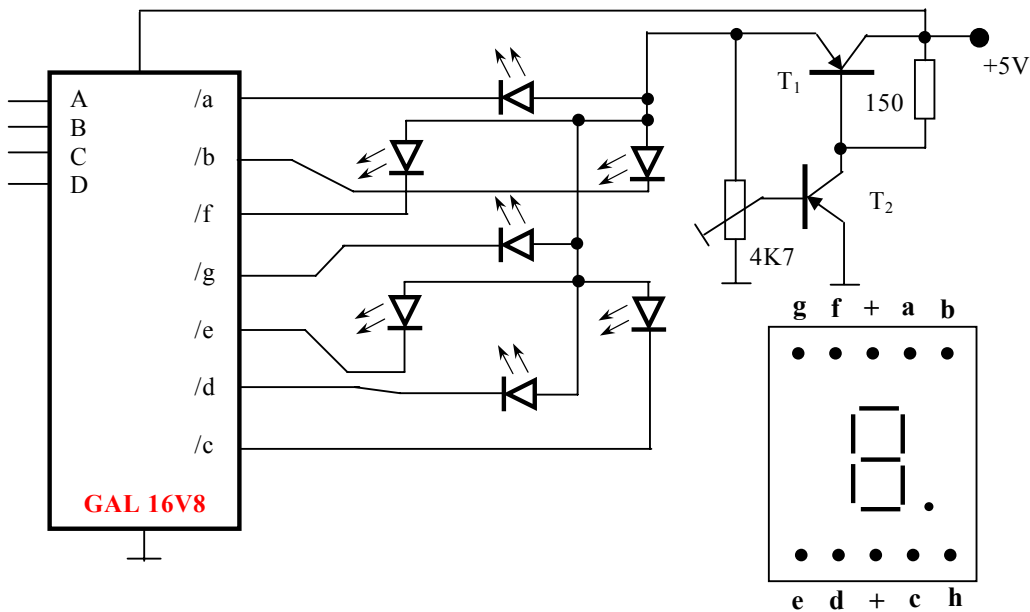 A
B
C
D
/a
/b
/f
/g
/e
/d
/c
GAL 16V8
T1
T2
150
+5V
4K7
g f + a b
e d + c h